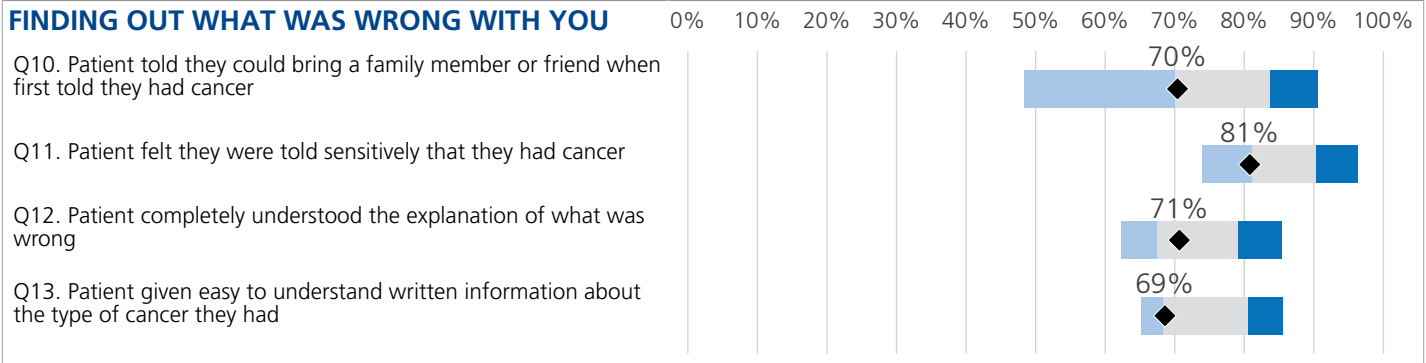 FINDING OUT WHAT WAS WRONG WITH YOU
0% 10% 20% 30% 40% 50% 60% 70% 80% 90% 100%
Q10. Patient told they could bring a family member or friend when
first told they had cancer
70%
Q11. Patient felt they were told sensitively that they had cancer
81%
Q12. Patient completely understood the explanation of what was
wrong
71%
Q13. Patient given easy to understand written information about
the type of cancer they had
69%